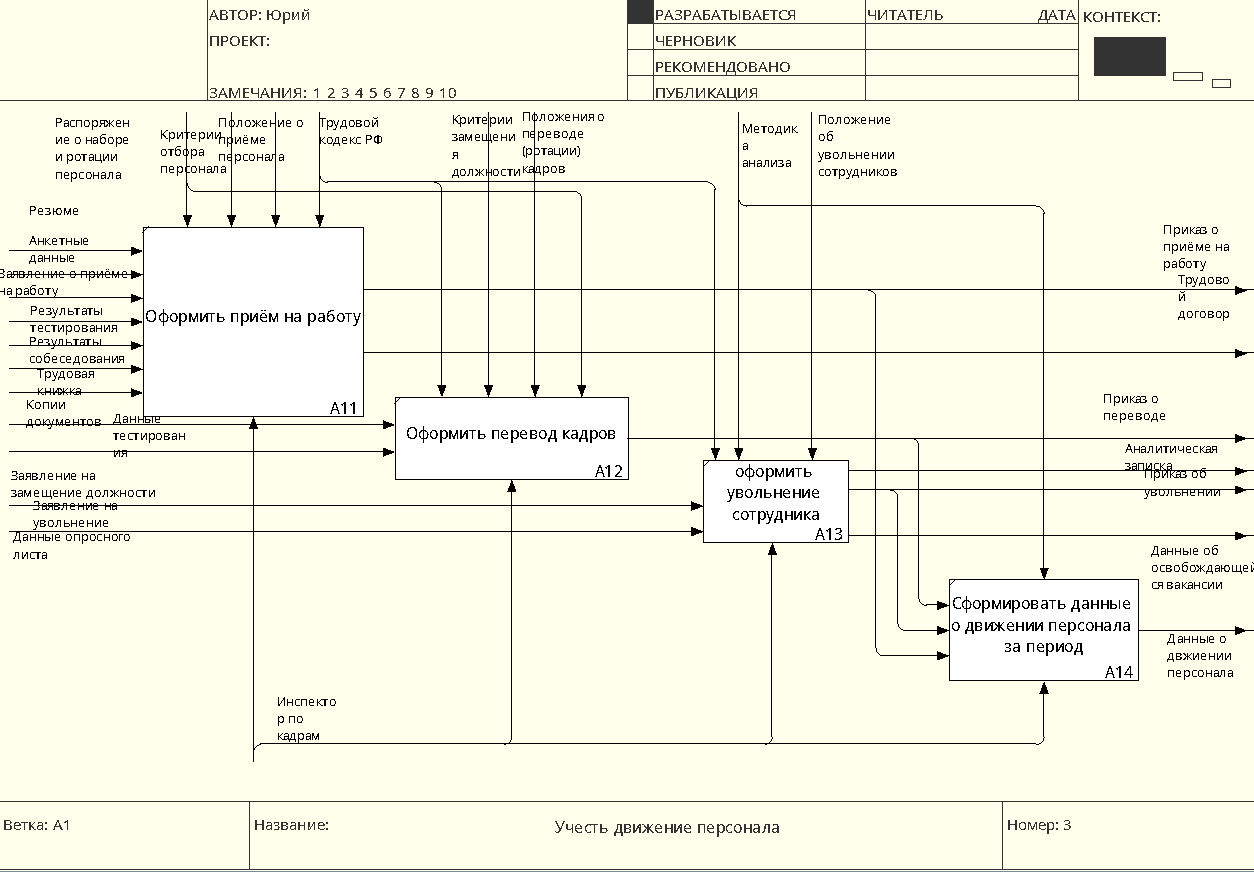 АВТОР: Юрий
ПРОЕКТ:
ЗАМЕЧАНИЯ: 1 2 3 4 5 6 7 8 9 10
РАЗРАБАТЫВАЕТСЯ
ЧЕРНОВИК
РЕКОМЕНДОВАНО
ПУБЛИКАЦИЯ
ЧИТАТЕЛЬ
ДАТА
КОНТЕКСТ:
Распоряжен
ие о наборе
и ротации
персонала
Критерии
отбора
персонала
Положение о
приёме
персонала
Трудовой
кодекс РФ
Критерии
замещени
я
должности
Положения о
переводе
(ротации)
кадров
Методик
а
анализа
Положение
об
увольнении
сотрудников
Резюме
Анкетные
данные
Заявление о приёме
на работу
Результаты
тестирования
Результаты
собеседования
Трудовая
книжка
Копии
документов
Данные
тестирован
ия
Заявление на
замещение должности
Заявление на
увольнение
Данные опросного
листа
Оформить приём на работу
A11
Оформить перевод кадров
A12
оформить
увольнение
сотрудника
A13
Сформировать данные
о движении персонала
за период
A14
Приказ о
приёме на
работу
Трудово
й
договор
Приказ о
переводе
Аналитическая
записка
Приказ об
увольнении
Данные об
освобождающей
ся вакансии
Данные о
двжиении
персонала
Инспекто
р по
кадрам
Ветка: A1
Название:
Учесть движение персонала
Номер: 3